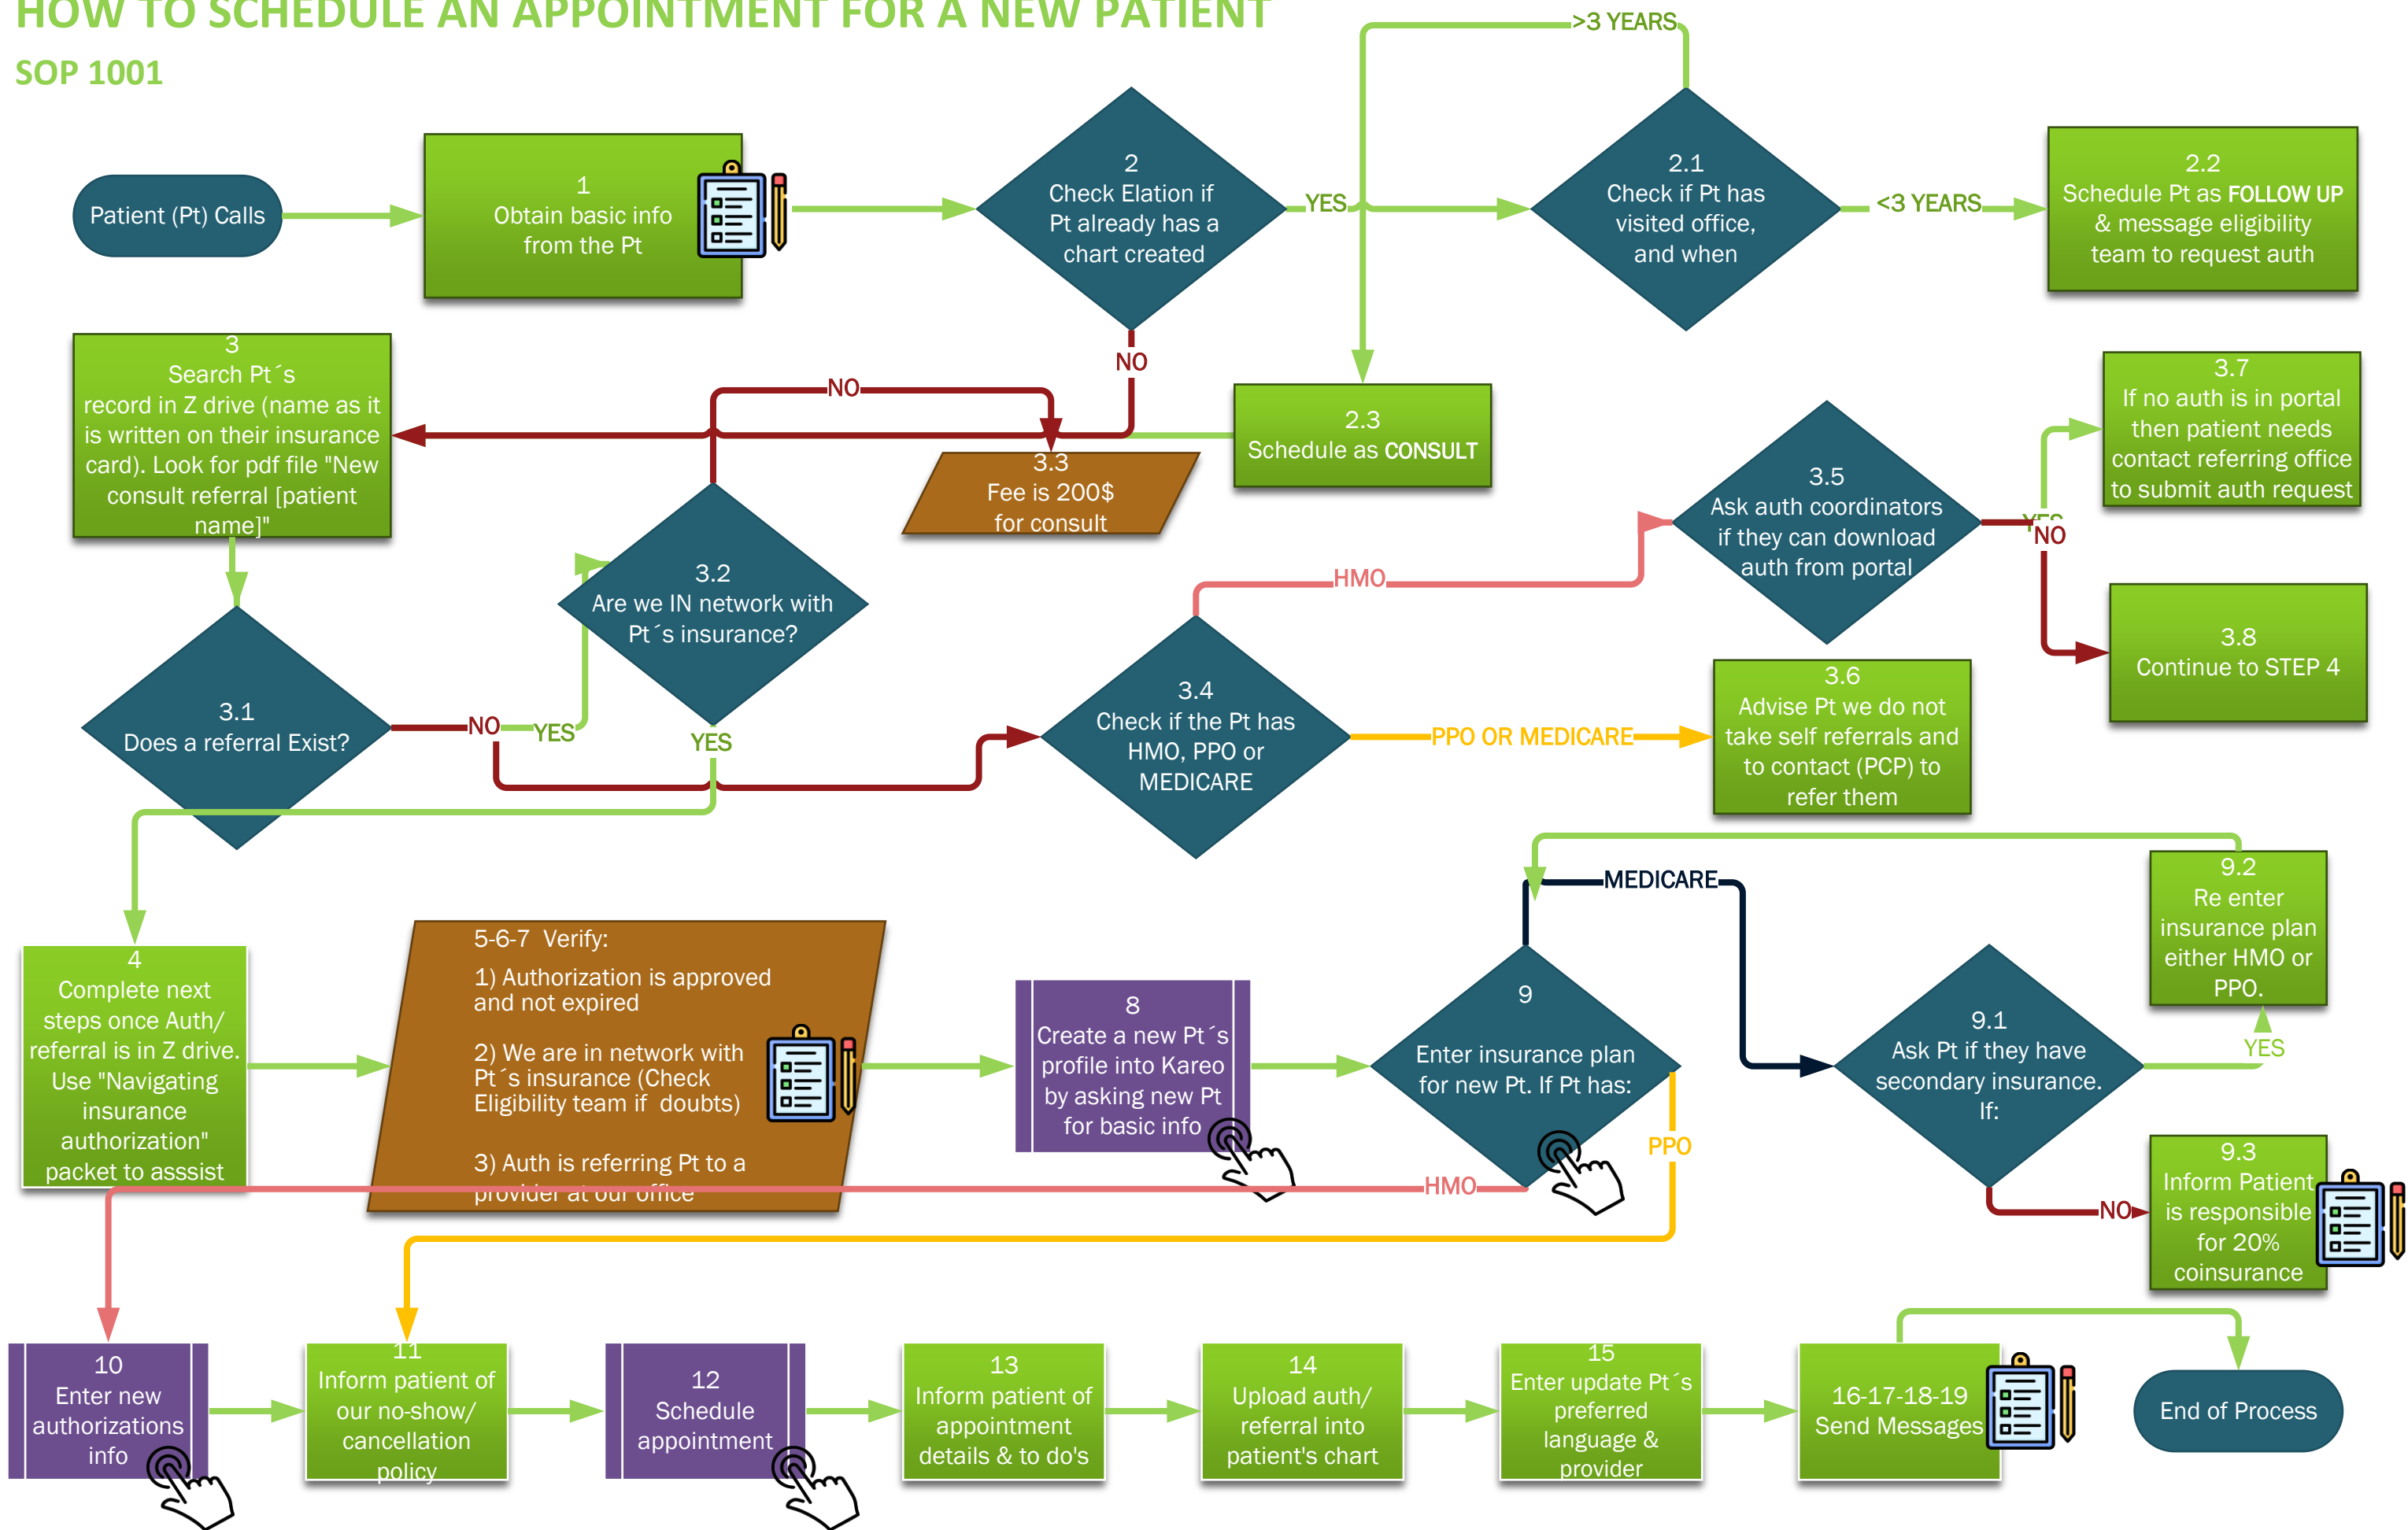 HOW TO SCHEDULE AN APPOINTMENT FOR A NEW PATIENT
SOP 1001
>3 YEARS
Patient (Pt) Calls
1
Obtain basic info
from the Pt
2
Check Elation if
Pt already has a
chart created
YES
2.1
Check if Pt has
visited office,
and when
<3 YEARS
2.2
Schedule Pt as FOLLOW UP
& message eligibility
team to request auth
NO
3
Search Pt´s
record in Z drive (name as it
is written on their insurance
card). Look for pdf file "New
consult referral [patient
name]"
NO
3.3
Fee is 200$
for consult
2.3
Schedule as CONSULT
3.7
If no auth is in portal
then patient needs
contact referring office
to submit auth request
3.5
Ask auth coordinators
if they can download
auth from portal
YES
NO
3.8
Continue to STEP 4
3.2
Are we IN network with
Pt´s insurance?
HMO
3.1
Does a referral Exist?
NO
YES
YES
3.4
Check if the Pt has
HMO, PPO or
MEDICARE
PPO OR MEDICARE
3.6
Advise Pt we do not
take self referrals and
to contact (PCP) to
refer them
4
Complete next
steps once Auth/
referral is in Z drive.
Use "Navigating
insurance
authorization"
packet to asssist
5-6-7 Verify:
1) Authorization is approved
and not expired
2) We are in network with
Pt´s insurance (Check
Eligibility team if doubts)
3) Auth is referring Pt to a
provider at our office
8
Create a new Pt´s
profile into Kareo
by asking new Pt
for basic info
9
Enter insurance plan
for new Pt. If Pt has:
MEDICARE
PPO
HMO
9.1
Ask Pt if they have
secondary insurance.
If:
YES
9.2
Re enter
insurance plan
either HMO or
PPO.
NO
9.3
Inform Patient
is responsible
for 20%
coinsurance
10
Enter new
authorizations
info
11
Inform patient of
our no-show/
cancellation
policy
12
Schedule
appointment
13
Inform patient of
appointment
details & to do's
14
Upload auth/
referral into
patient's chart
15
Enter update Pt´s
preferred
language &
provider
16-17-18-19
Send Messages
End of Process